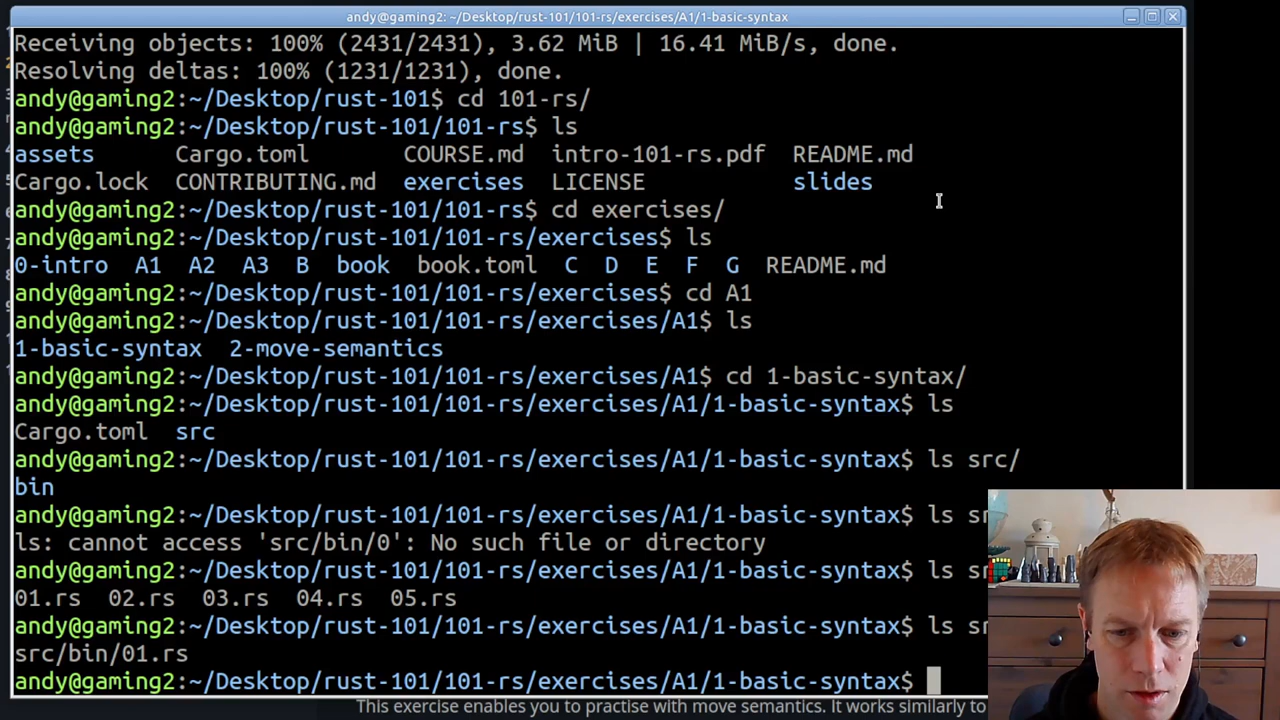 andy@gaming2: ~/Desktop/rust-101/101-rs/exercises/A1/1-basic-syntax
Receiving objects: 100% (2431/2431), 3.62 MiB | 16.41 MiB/s, done.
Resolving deltas: 100% (1231/1231), done.
andy@gaming2:~/Desktop/rust-101$ cd 101-rs/
andy@gaming2:~/Desktop/rust-101/101-rs$ ls
assets Cargo.toml COURSE.md intro-101-rs.pdf README.md
Cargo.lock CONTRIBUTING.md exercises LICENSE slides
andy@gaming2:~/Desktop/rust-101/101-rs$ cd exercises/
andy@gaming2:~/Desktop/rust-101/101-rs/exercises$ ls
0-intro A1 A2 A3 B book book.toml C D E F G README.md
andy@gaming2:~/Desktop/rust-101/101-rs/exercises$ cd A1
andy@gaming2:~/Desktop/rust-101/101-rs/exercises/A1$ ls
1-basic-syntax 2-move-semantics
andy@gaming2:~/Desktop/rust-101/101-rs/exercises/A1$ cd 1-basic-syntax/
andy@gaming2:~/Desktop/rust-101/101-rs/exercises/A1/1-basic-syntax$ ls
Cargo.toml src
andy@gaming2:~/Desktop/rust-101/101-rs/exercises/A1/1-basic-syntax$ ls src/
bin
andy@gaming2:~/Desktop/rust-101/101-rs/exercises/A1/1-basic-syntax$ ls
ls: cannot access 'src/bin/0': No such file or directory
andy@gaming2:~/Desktop/rust-101/101-rs/exercises/A1/1-basic-syntax$ ls
01.rs 02.rs 03.rs 04.rs 05.rs
andy@gaming2:~/Desktop/rust-101/101-rs/exercises/A1/1-basic-syntax$ ls
src/bin/01.rs
andy@gaming2:~/Desktop/rust-101/101-rs/exercises/A1/1-basic-syntax$
This exercise enables you to practise with move semantics. It works similarly to